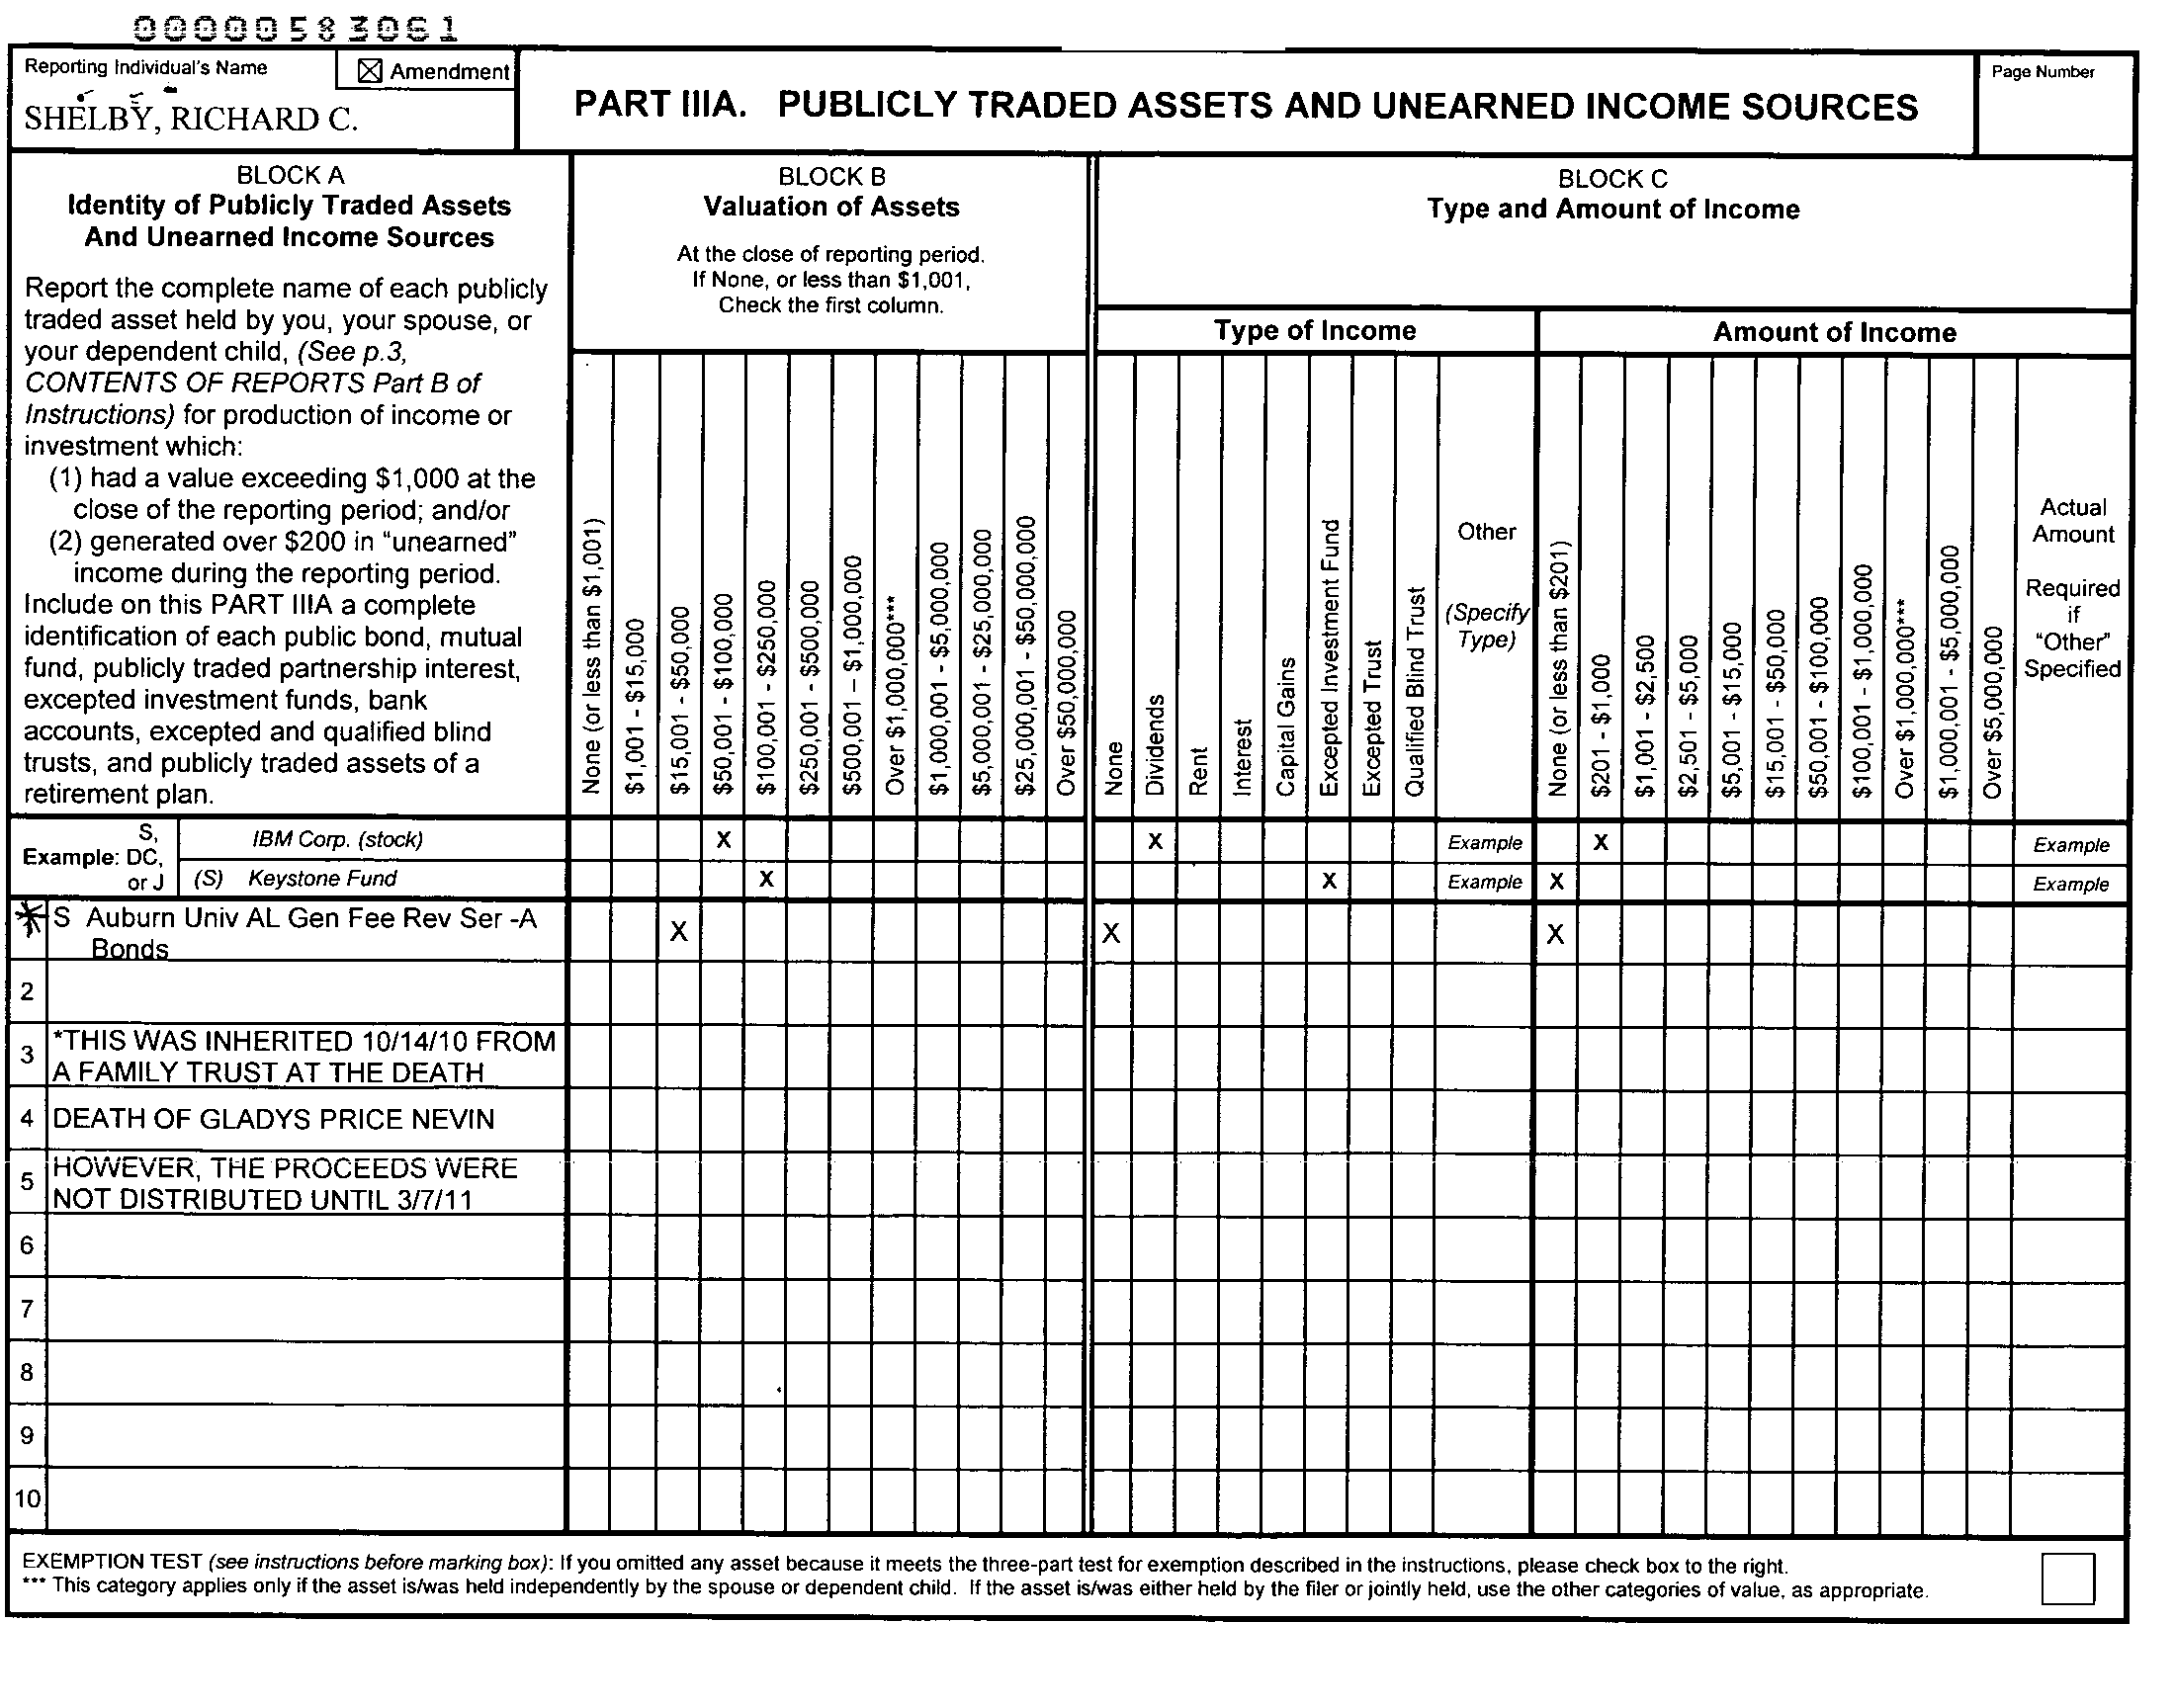 00000583061
Reporting Individual's Name
☒ Amendment
SHELBY, RICHARD C.
PART IIIA. PUBLICLY TRADED ASSETS AND UNEARNED INCOME SOURCES
Page Number
BLOCK A
Identity of Publicly Traded Assets
And Unearned Income Sources
Report the complete name of each publicly
traded asset held by you, your spouse, or
your dependent child, (See p.3,
CONTENTS OF REPORTS Part B of
Instructions) for production of income or
investment which:
(1) had a value exceeding $1,000 at the
close of the reporting period; and/or
(2) generated over $200 in "unearned"
income during the reporting period.
Include on this PART IIIA a complete
identification of each public bond, mutual
fund, publicly traded partnership interest,
excepted investment funds, bank
accounts, excepted and qualified blind
trusts, and publicly traded assets of a
retirement plan.
BLOCK B
Valuation of Assets
At the close of reporting period.
If None, or less than $1,001,
Check the first column.
None (or less than $1,001)
$1,001 - $15,000
$15,001 - $50,000
$50,001 - $100,000
$100,001 - $250,000
$250,001 - $500,000
$500,001 – $1,000,000
Over $1,000,000***
$1,000,001 - $5,000,000
$5,000,001 - $25,000,000
$25,000,001 - $50,000,000
Over $50,000,000
BLOCK C
Type and Amount of Income
Type of Income
None
Dividends
Rent
Interest
Capital Gains
Excepted Investment Fund
Excepted Trust
Qualified Blind Trust
Other
(Specify
Type)
Amount of Income
None (or less than $201)
$201 - $1,000
$1,001 - $2,500
$2,501 - $5,000
$5,001 - $15,000
$15,001 - $50,000
$50,001 - $100,000
$100,001 - $1,000,000
Over $1,000,000***
$1,000,001 - $5,000,000
Over $5,000,000
Actual
Amount
Required
if
"Other"
Specified
Example:
S,
DC,
or J
IBM Corp. (stock) X X Example X Example
(S) Keystone Fund X X Example X Example
* S Auburn Univ AL Gen Fee Rev Ser -A
Bonds
X X X
2
3 *THIS WAS INHERITED 10/14/10 FROM
A FAMILY TRUST AT THE DEATH
4 DEATH OF GLADYS PRICE NEVIN
5 HOWEVER, THE PROCEEDS WERE
NOT DISTRIBUTED UNTIL 3/7/11
6
7
8
9
10
EXEMPTION TEST (see instructions before marking box): If you omitted any asset because it meets the three-part test for exemption described in the instructions, please check box to the right.
*** This category applies only if the asset is/was held independently by the spouse or dependent child. If the asset is/was either held by the filer or jointly held, use the other categories of value, as appropriate.